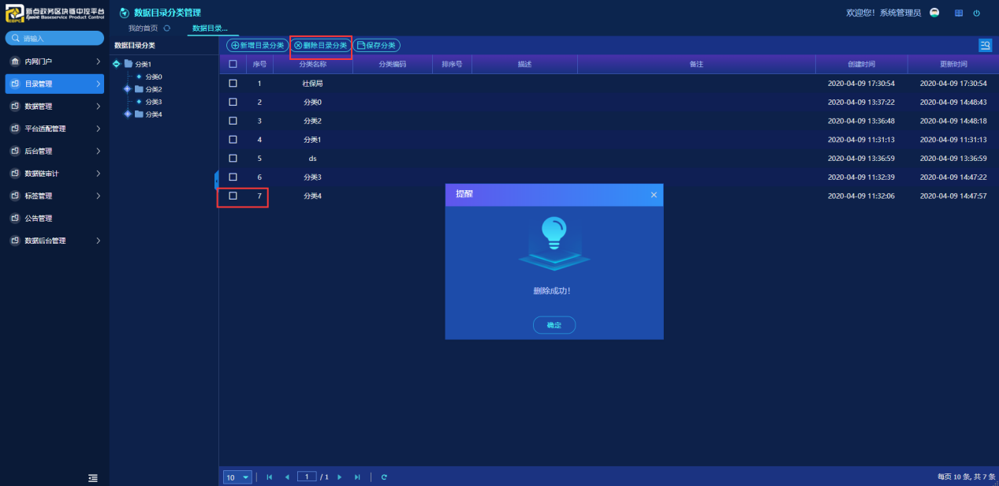 新点政务区块链中控平台
Epoint Baseservice Product Control
数据目录分类管理
欢迎您! 系统管理员
我的首页
数据目录...
请输入
内网门户
目录管理
数据管理
平台适配管理
后台管理
数据链审计
标签管理
公告管理
数据后台管理
数据目录分类
分类1
分类0
分类2
分类3
分类4
新增目录分类 删除目录分类 保存分类
序号 分类名称 分类编码 排序号 描述 备注 创建时间 更新时间
1 社保局 2020-04-09 17:30:54 2020-04-09 17:30:54
2 分类0 2020-04-09 13:37:22 2020-04-09 14:48:43
3 分类2 2020-04-09 13:36:48 2020-04-09 14:48:18
4 分类1 2020-04-09 11:31:13 2020-04-09 11:31:13
5 ds 2020-04-09 13:36:59 2020-04-09 13:36:59
6 分类3 2020-04-09 11:32:39 2020-04-09 14:47:22
7 分类4 2020-04-09 11:32:06 2020-04-09 14:47:57
提醒
删除成功!
确定
10 1 / 1 每页 10 条, 共 7 条